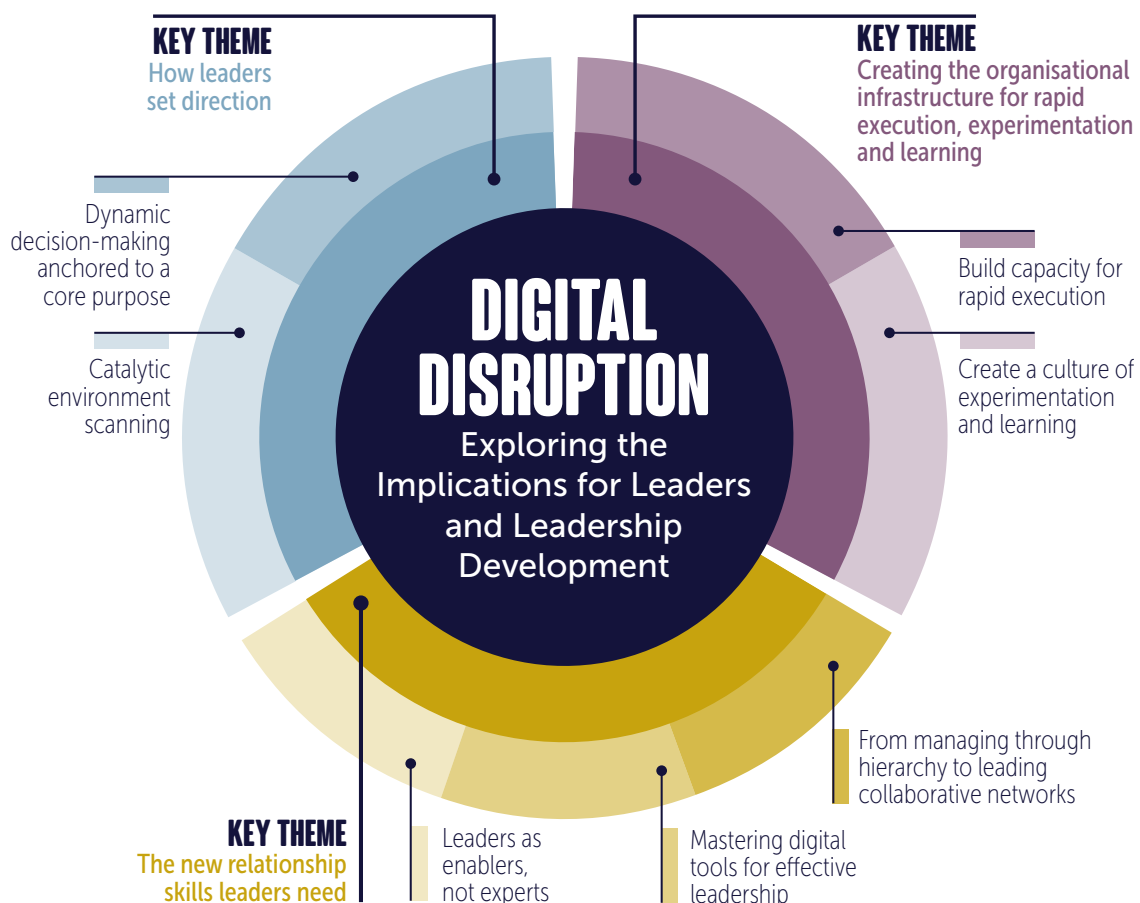 KEY THEME
How leaders
set direction
KEY THEME
Creating the organisational
infrastructure for rapid
execution, experimentation
and learning
Dynamic
decision-making
anchored to a
core purpose
Catalytic
environment
scanning
DIGITAL
DISRUPTION
Exploring the
Implications for Leaders
and Leadership
Development
Build capacity for
rapid execution
Create a culture of
experimentation
and learning
From managing through
hierarchy to leading
collaborative networks
KEY THEME
The new relationship
skills leaders need
Leaders as
enablers,
not experts
Mastering digital
tools for effective
leadership